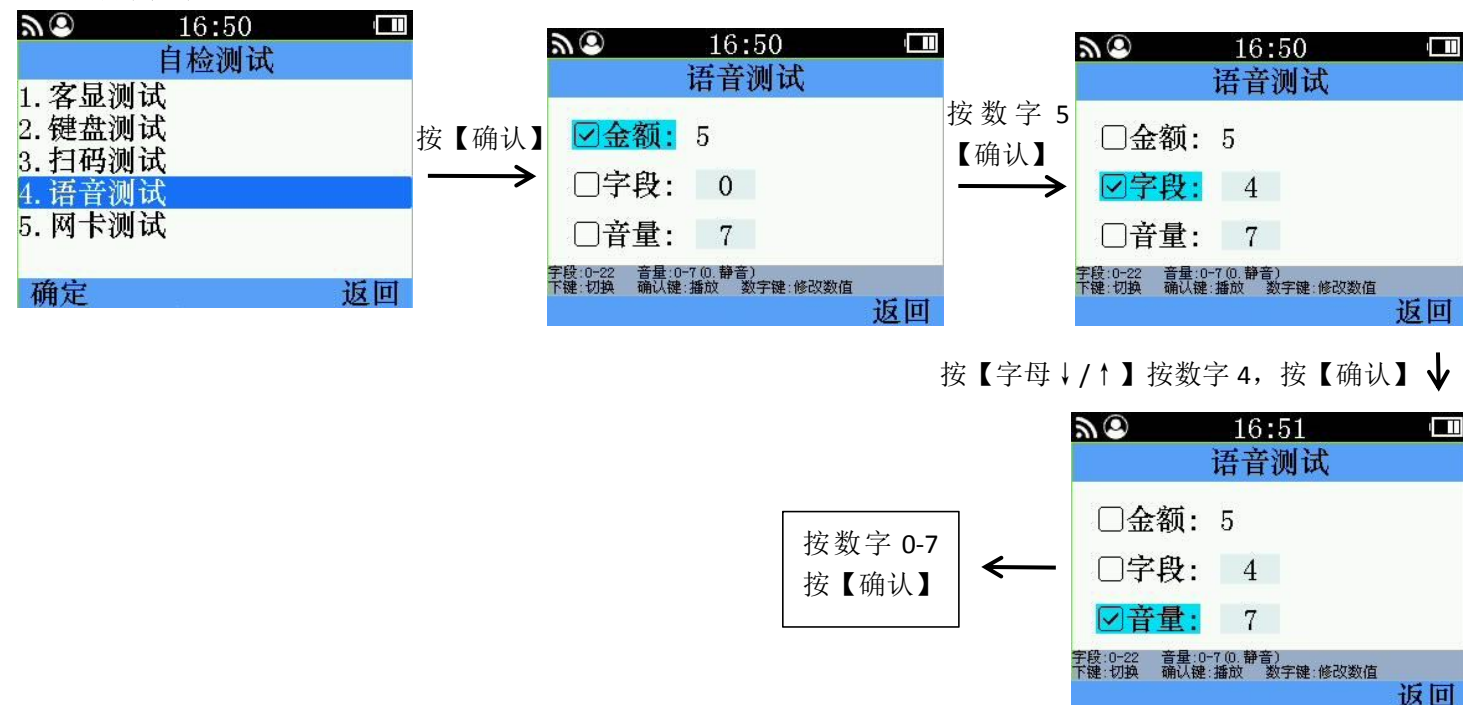 16:50
自检测试
1.客显测试
2.键盘测试
3.扫码测试
4.语音测试
5.网卡测试
确定 返回
按【确认】
16:50
语音测试
金额: 5
字段: 0
音量: 7
字段:0-22 音量:0-7(0.静音)
下键:切换 确认键:播放 数字键:修改数值
返回
按数字 5
【确认】
16:50
语音测试
金额: 5
字段: 4
音量: 7
字段:0-22 音量:0-7(0.静音)
下键:切换 确认键:播放 数字键:修改数值
返回
按【字母↓/↑】按数字 4，按【确认】
16:51
语音测试
金额: 5
字段: 4
音量: 7
字段:0-22 音量:0-7(0.静音)
下键:切换 确认键:播放 数字键:修改数值
返回
按数字 0-7
按【确认】